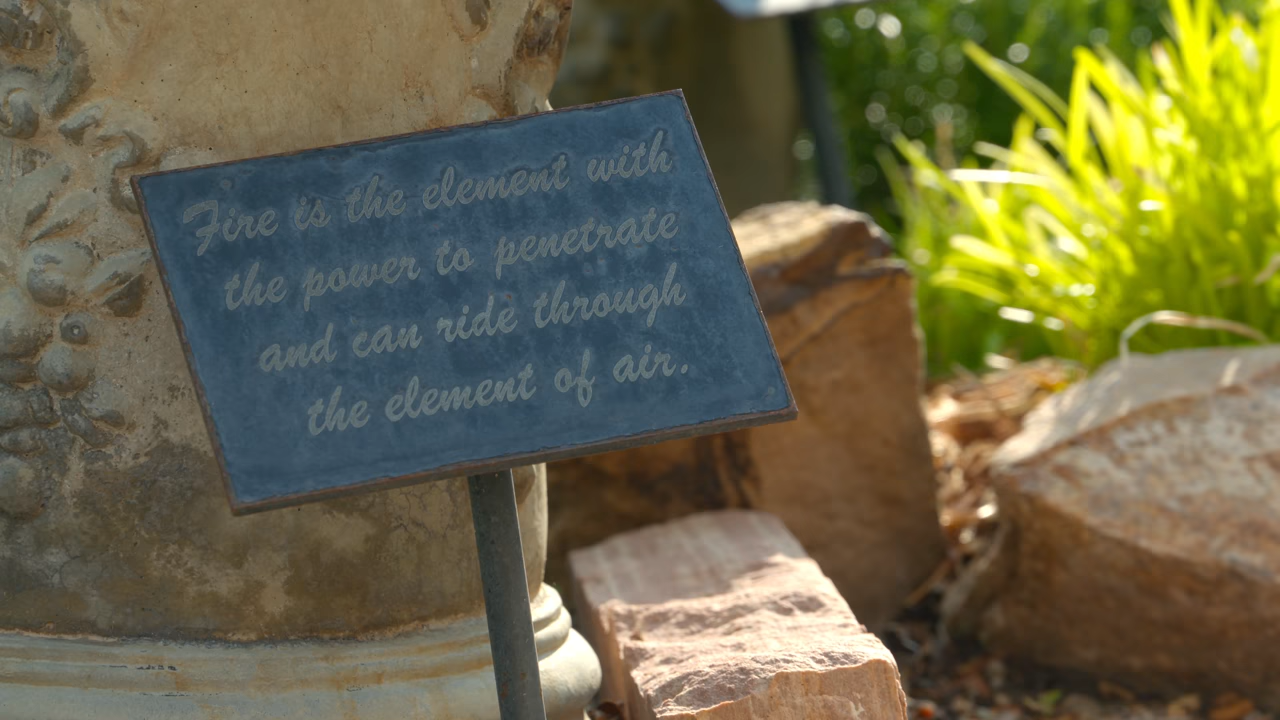 Fire is the element with
the power to penetrate
and can ride through
the element of air.